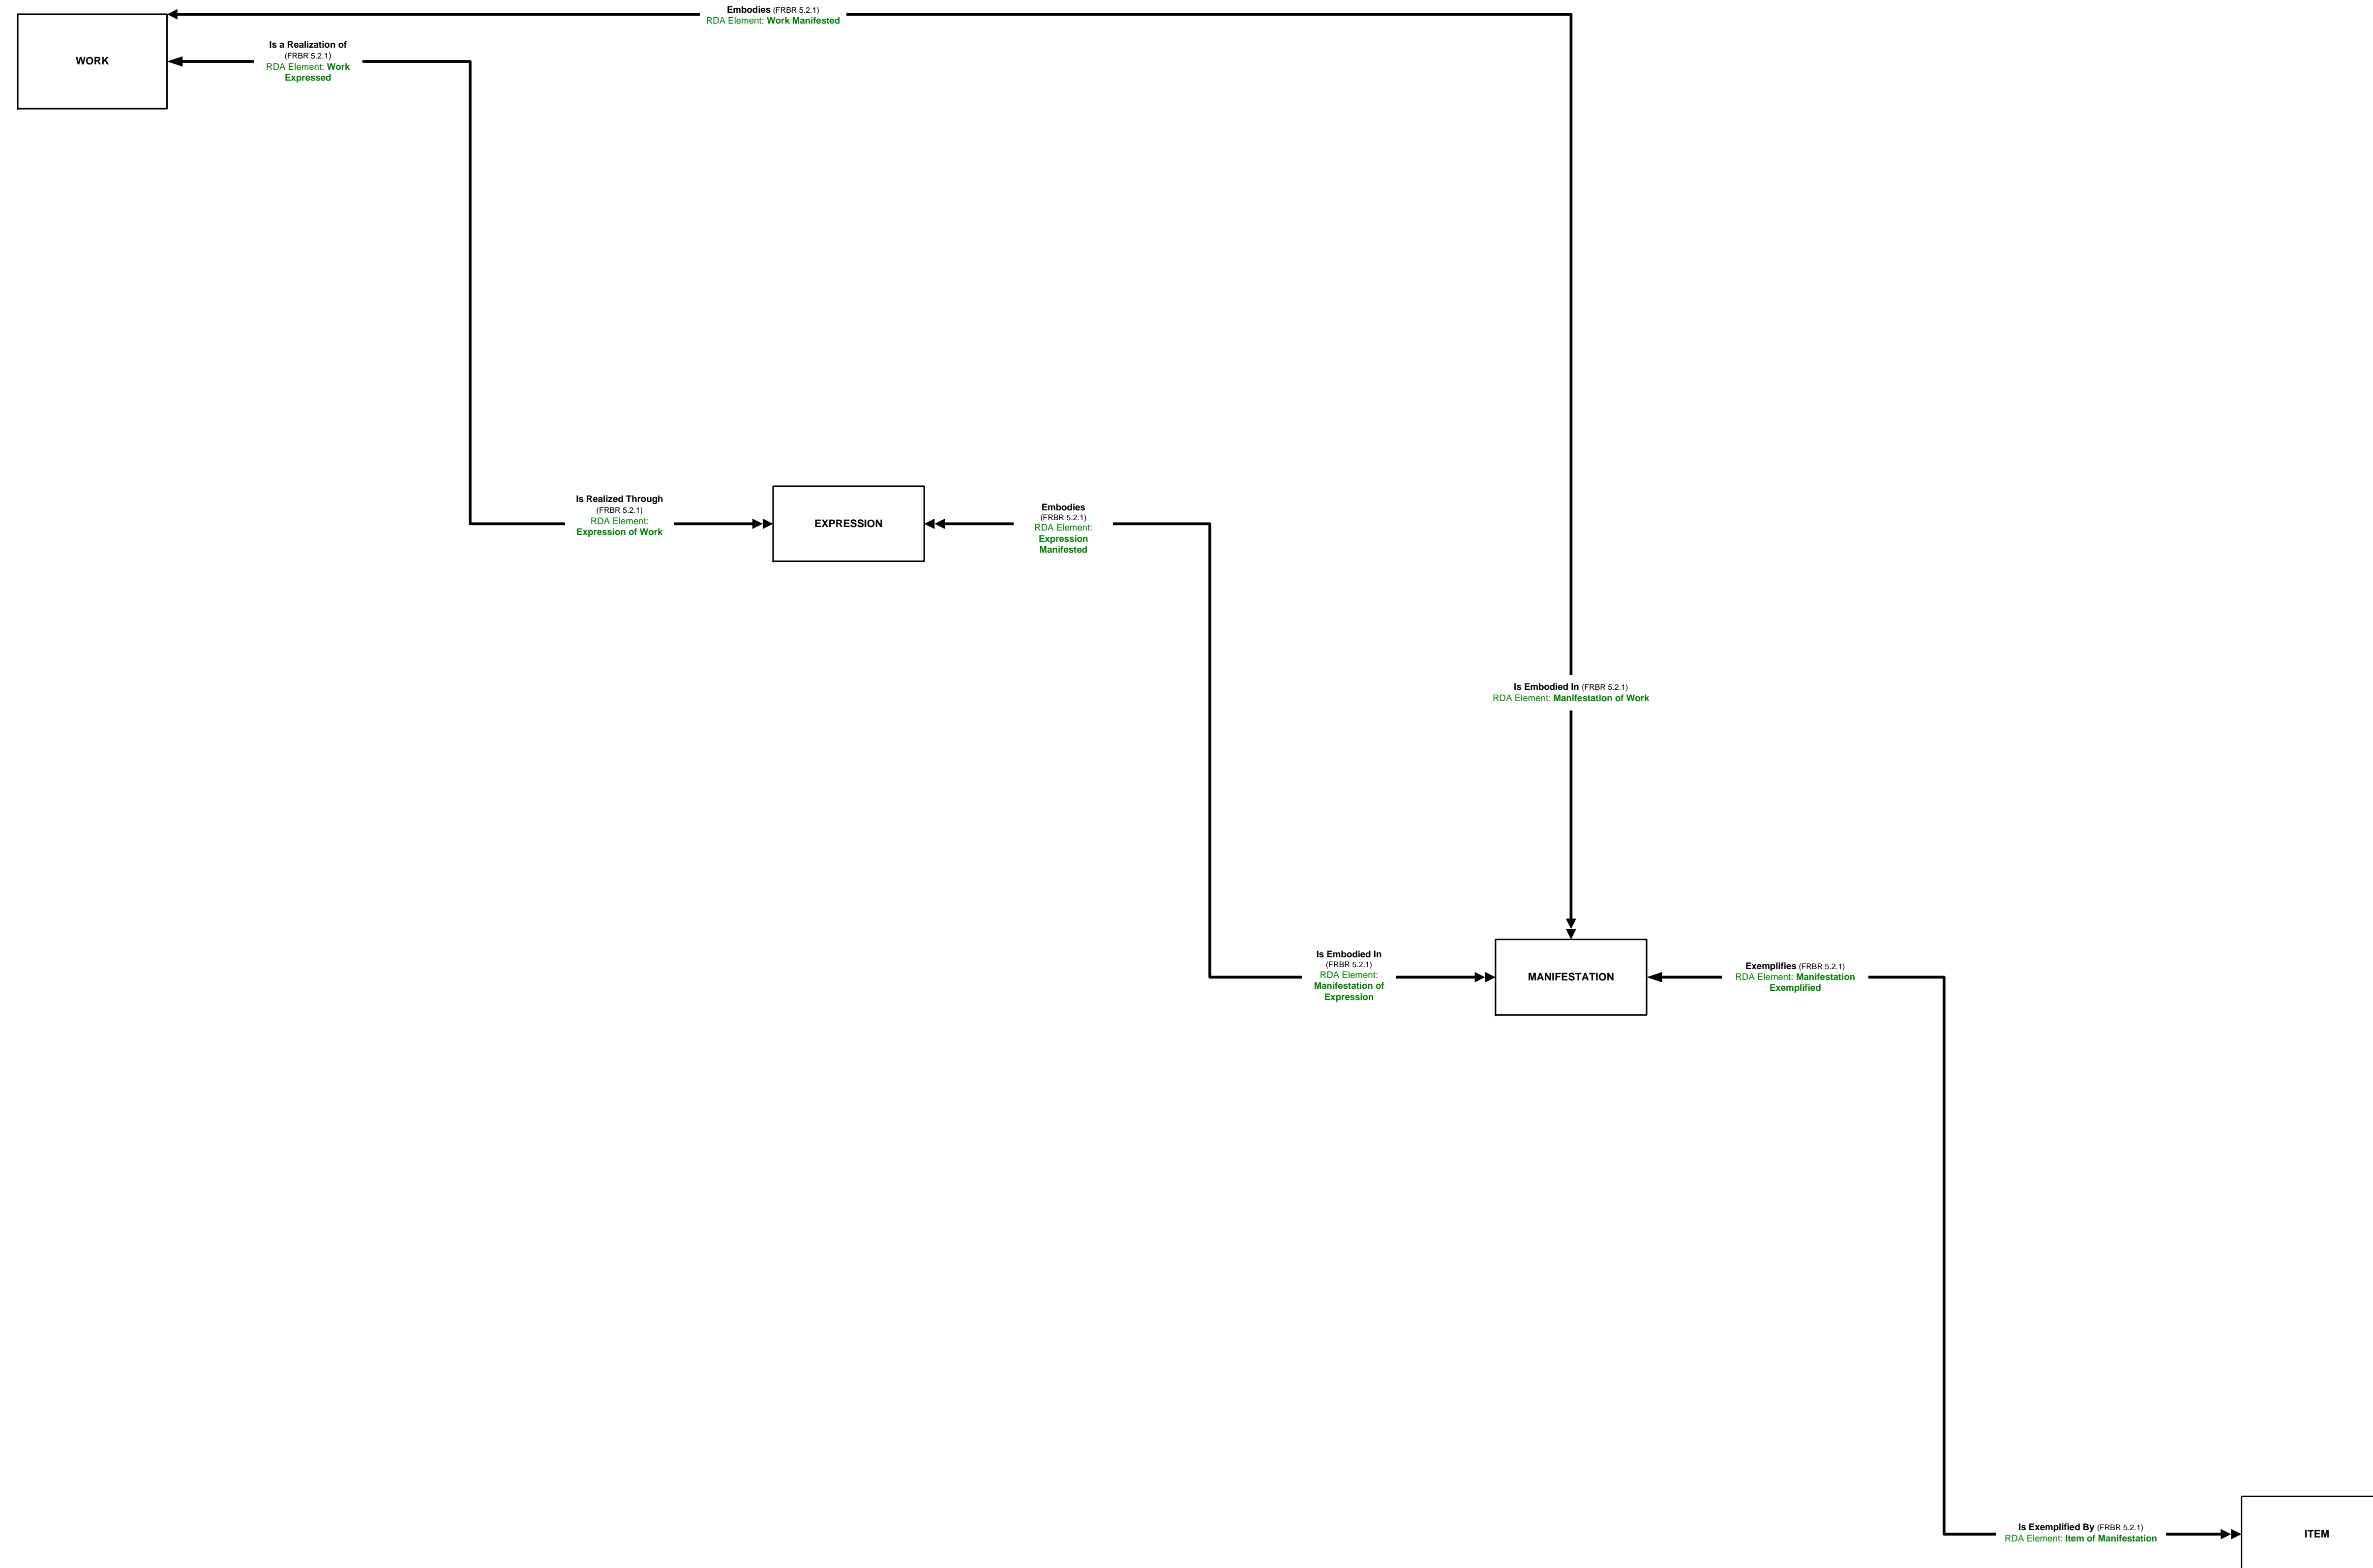 Embodies (FRBR 5.2.1)
RDA Element: Work Manifested
WORK
Is a Realization of
(FRBR 5.2.1)
RDA Element: Work
Expressed
Is Realized Through
(FRBR 5.2.1)
RDA Element:
Expression of Work
EXPRESSION
Embodies
(FRBR 5.2.1)
RDA Element:
Expression
Manifested
Is Embodied In (FRBR 5.2.1)
RDA Element: Manifestation of Work
Is Embodied In
(FRBR 5.2.1)
RDA Element:
Manifestation of
Expression
MANIFESTATION
Exemplifies (FRBR 5.2.1)
RDA Element: Manifestation
Exemplified
Is Exemplified By (FRBR 5.2.1)
RDA Element: Item of Manifestation
ITEM